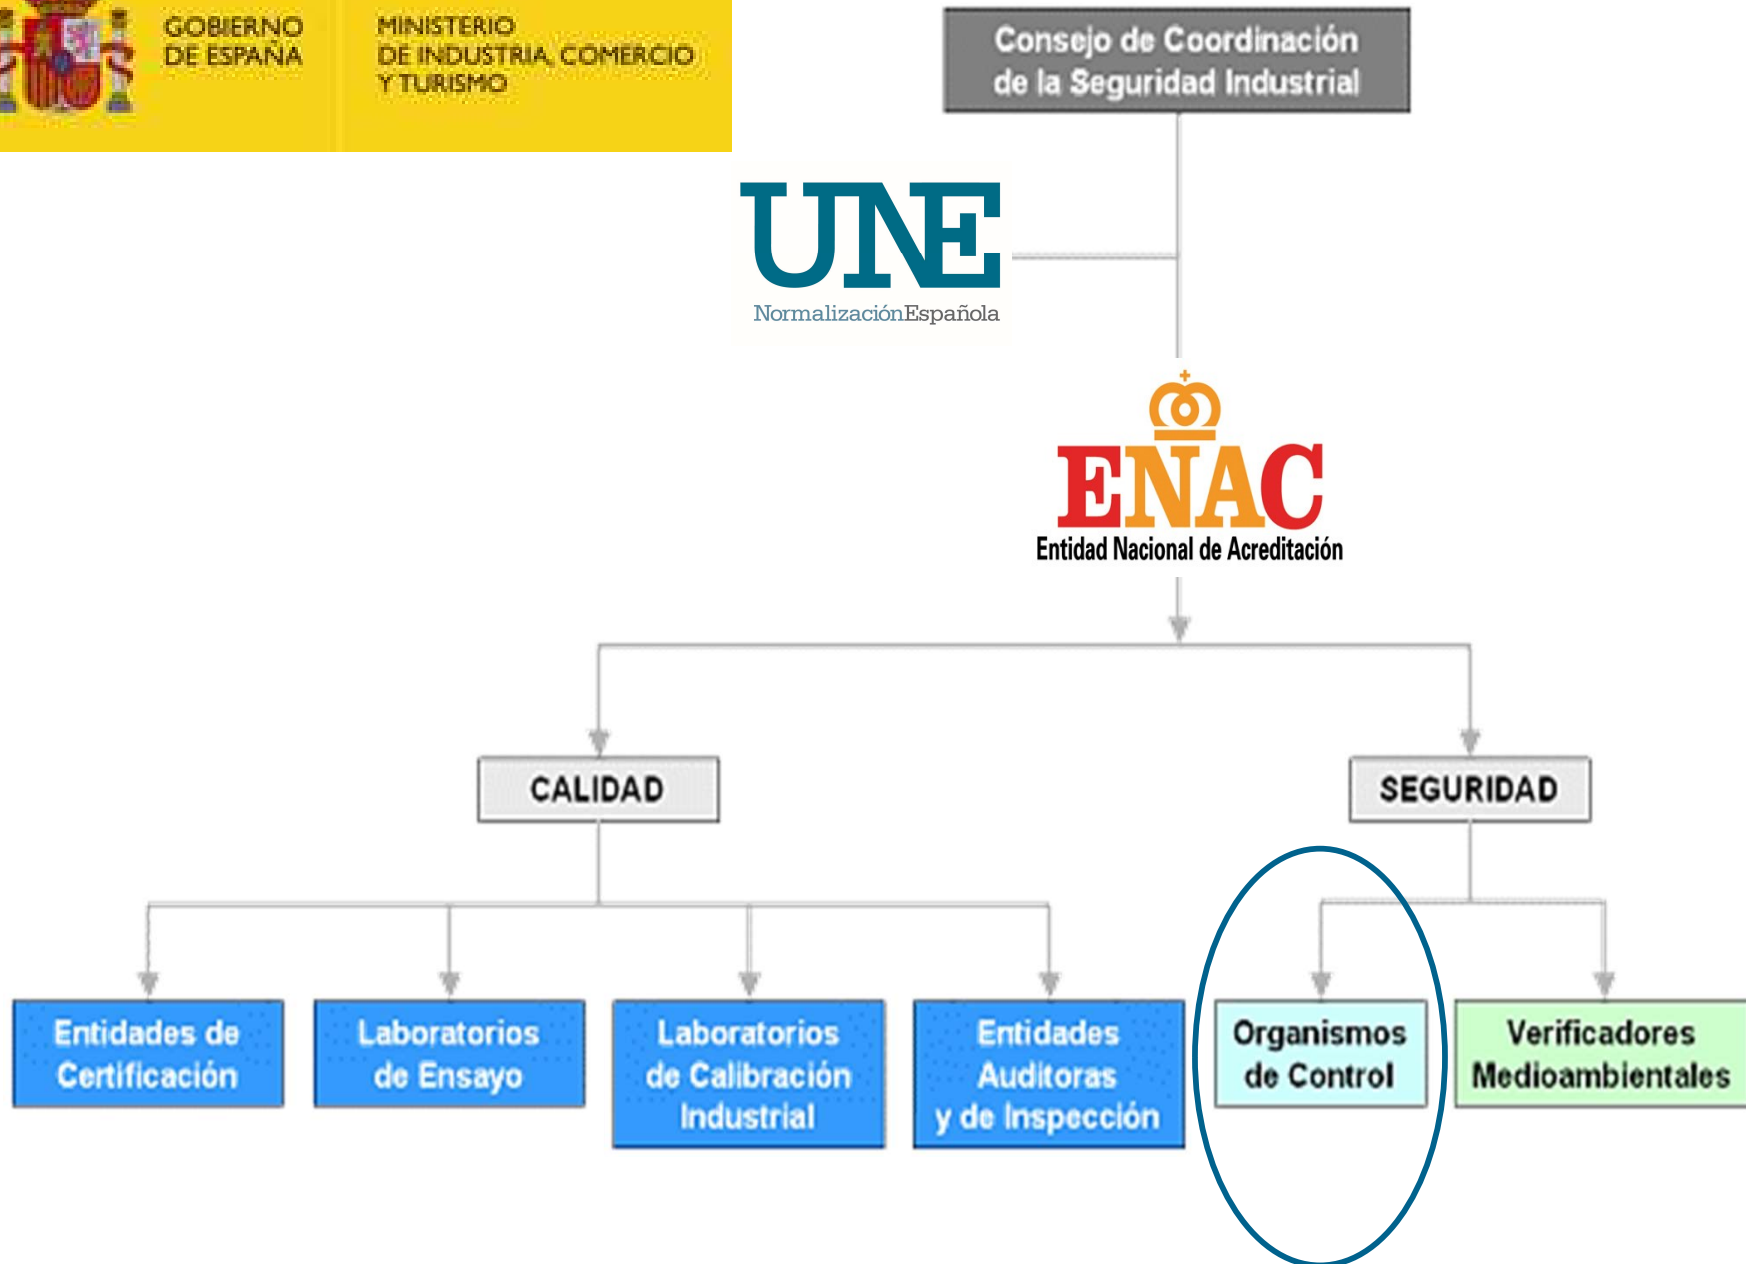 GOBIERNO
DE ESPAÑA
MINISTERIO
DE INDUSTRIA, COMERCIO
Y TURISMO
Consejo de Coordinación
de la Seguridad Industrial
UNE
NormalizaciónEspañola
ENAC
Entidad Nacional de Acreditación
CALIDAD
SEGURIDAD
Entidades de
Certificación
Laboratorios
de Ensayo
Laboratorios
de Calibración
Industrial
Entidades
Auditoras
y de Inspección
Organismos
de Control
Verificadores
Medioambientales